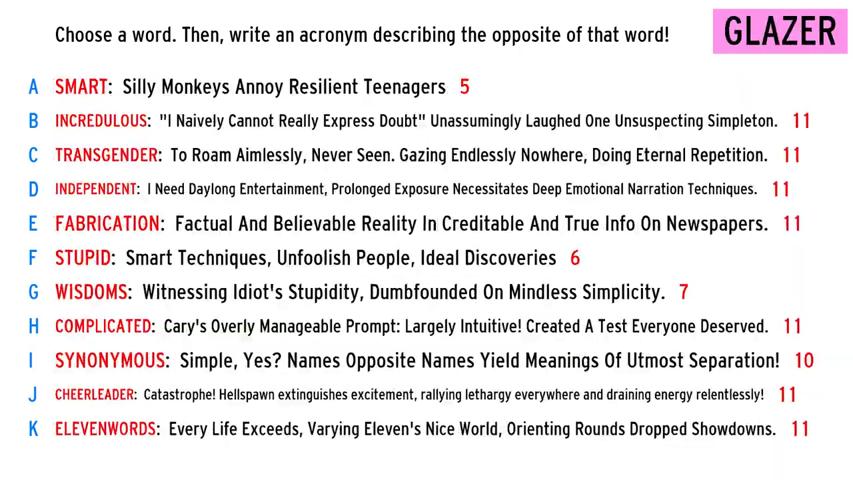 Choose a word. Then, write an acronym describing the opposite of that word!
GLAZER
A SMART: Silly Monkeys Annoy Resilient Teenagers 5
B INCREDULOUS: "I Naively Cannot Really Express Doubt" Unassumingly Laughed One Unsuspecting Simpleton. 11
C TRANSGENDER: To Roam Aimlessly, Never Seen. Gazing Endlessly Nowhere, Doing Eternal Repetition. 11
D INDEPENDENT: I Need Daylong Entertainment, Prolonged Exposure Necessitates Deep Emotional Narration Techniques. 11
E FABRICATION: Factual And Believable Reality In Creditable And True Info On Newspapers. 11
F STUPID: Smart Techniques, Unfoolish People, Ideal Discoveries 6
G WISDOMS: Witnessing Idiot's Stupidity, Dumbfounded On Mindless Simplicity. 7
H COMPLICATED: Cary's Overly Manageable Prompt: Largely Intuitive! Created A Test Everyone Deserved. 11
I SYNONYMOUS: Simple, Yes? Names Opposite Names Yield Meanings Of Utmost Separation! 10
J CHEERLEADER: Catastrophe! Hellspawn extinguishes excitement, rallying lethargy everywhere and draining energy relentlessly! 11
K ELEVENWORDS: Every Life Exceeds, Varying Eleven's Nice World, Orienting Rounds Dropped Showdowns. 11